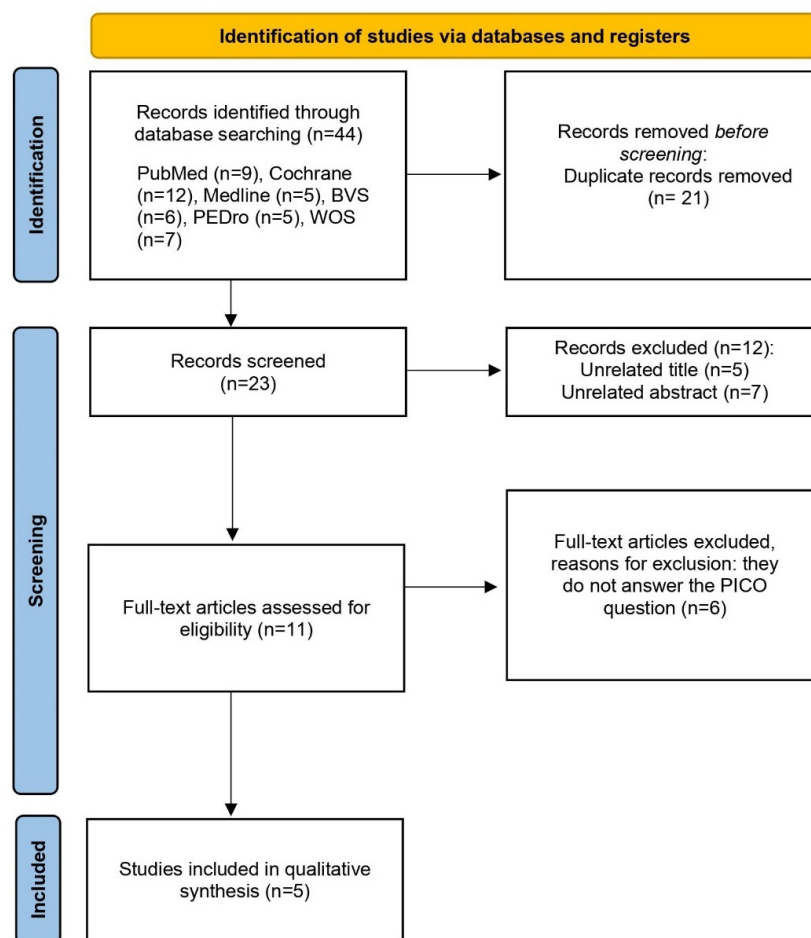 Identification of studies via databases and registers
Identification
Records identified through
database searching (n=44)
PubMed (n=9), Cochrane
(n=12), Medline (n=5), BVS
(n=6), PEDro (n=5), WOS
(n=7)
Records removed before
screening:
Duplicate records removed
(n= 21)
Screening
Records screened
(n=23)
Records excluded (n=12):
Unrelated title (n=5)
Unrelated abstract (n=7)
Full-text articles assessed for
eligibility (n=11)
Full-text articles excluded,
reasons for exclusion: they
do not answer the PICO
question (n=6)
Included
Studies included in qualitative
synthesis (n=5)